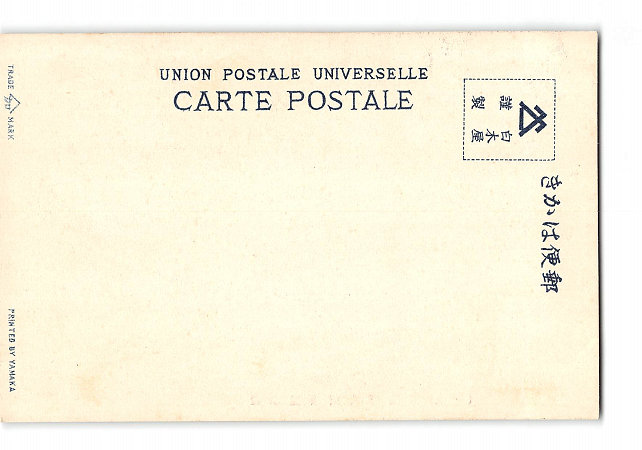 UNION POSTALE UNIVERSELLE
CARTE POSTALE
謹製
白木屋
きかは便郵
TRADE MARK
PRINTED BY YAMAKA